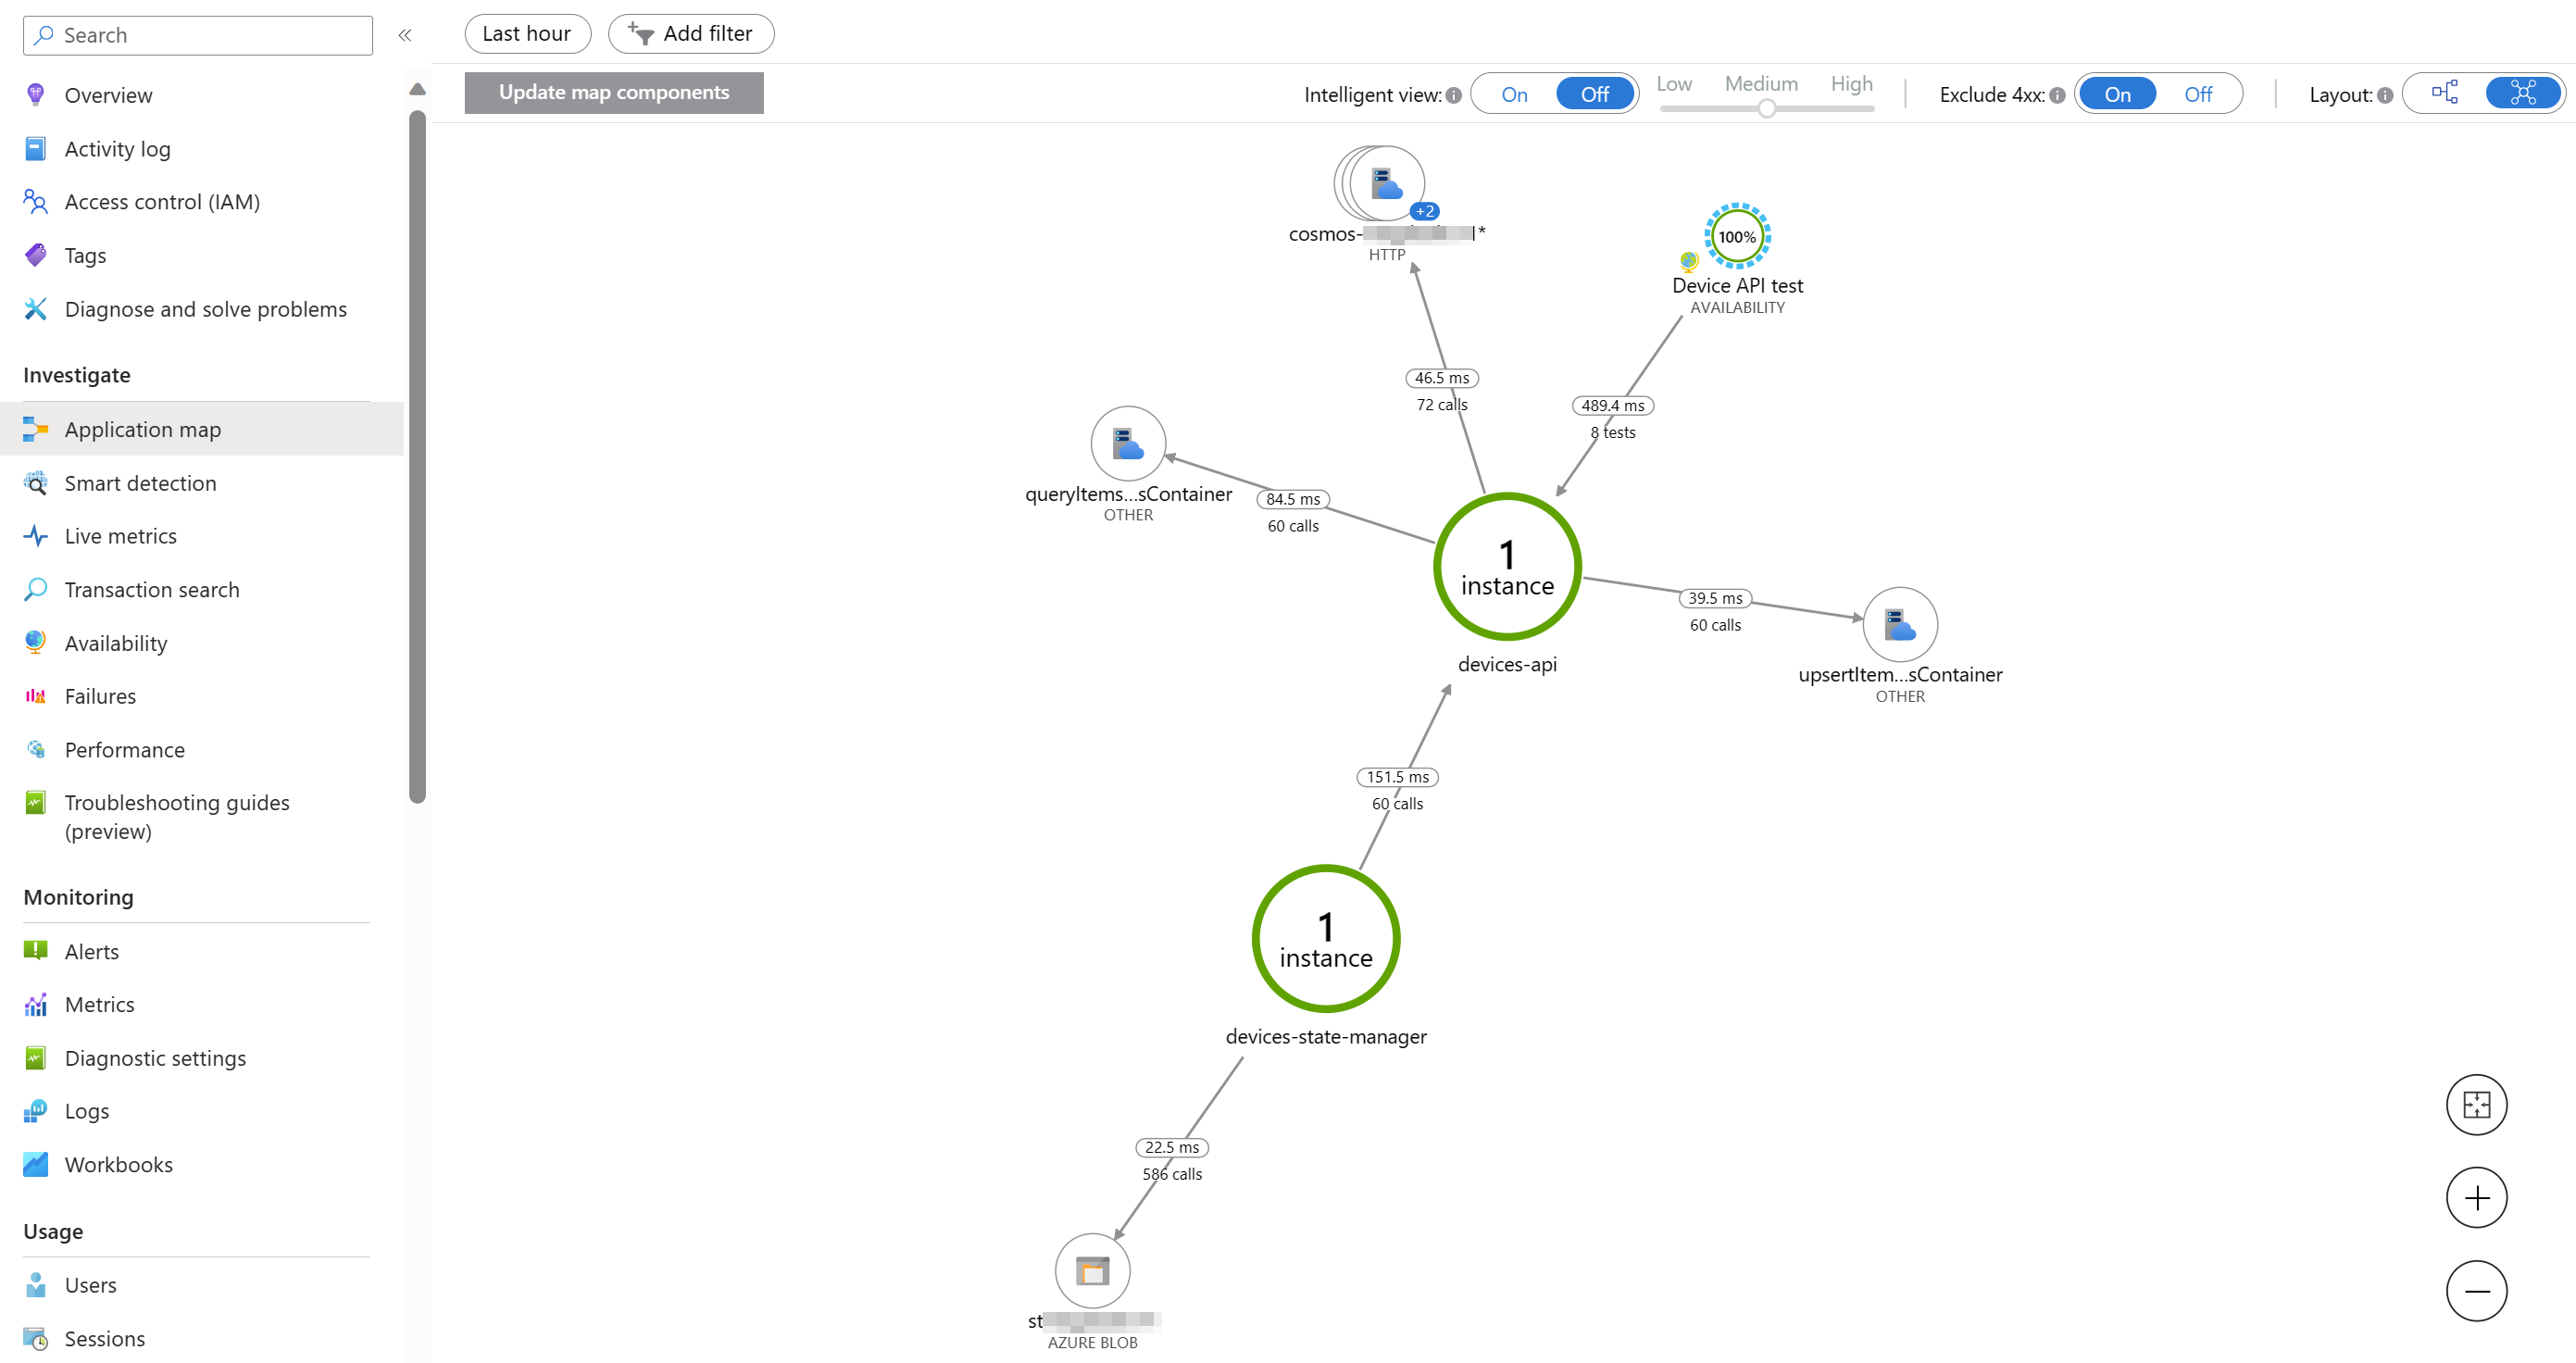 Search
Overview
Activity log
Access control (IAM)
Tags
Diagnose and solve problems
Investigate
Application map
Smart detection
Live metrics
Transaction search
Availability
Failures
Performance
Troubleshooting guides
(preview)
Monitoring
Alerts
Metrics
Diagnostic settings
Logs
Workbooks
Usage
Users
Sessions
Last hour
Add filter
Update map components
Intelligent view:
On
Off
Low
Medium
High
Exclude 4xx:
On
Off
Layout:
+2
cosmos-
HTTP
100%
Device API test
AVAILABILITY
46.5 ms
72 calls
489.4 ms
8 tests
queryItems...sContainer
OTHER
84.5 ms
60 calls
1
instance
devices-api
39.5 ms
60 calls
upsertItem...sContainer
OTHER
151.5 ms
60 calls
1
instance
devices-state-manager
22.5 ms
586 calls
st
AZURE BLOB